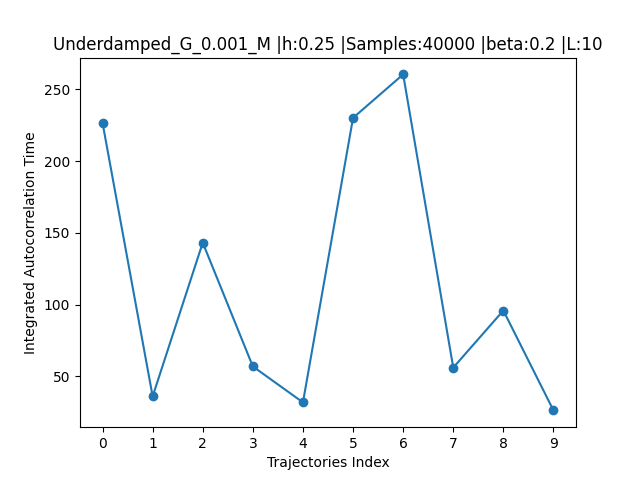 Underdamped_G_0.001_M |h:0.25 |Samples:40000 |beta:0.2 |L:10
Integrated Autocorrelation Time
250
200
150
100
50
0 1 2 3 4 5 6 7 8 9
Trajectories Index